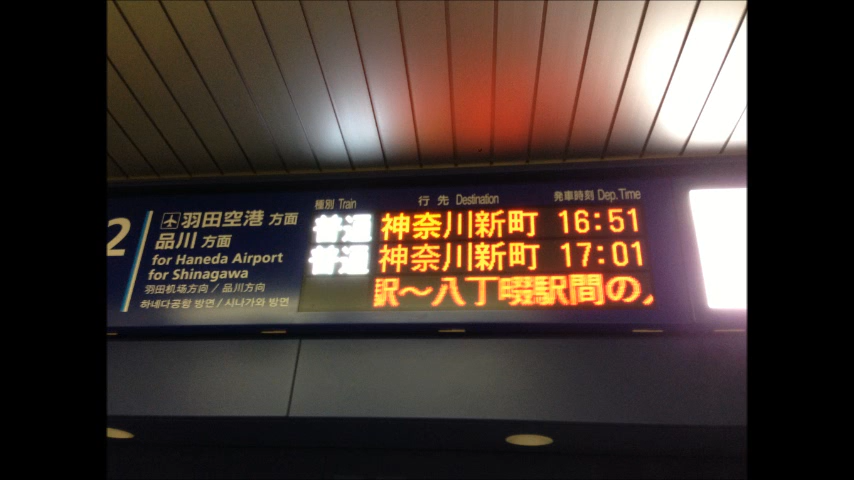 2
羽田空港 方面
品川 方面
for Haneda Airport
for Shinagawa
羽田机场方向 / 品川方向
하네다공항 방면 / 시나가와 방면
種別 Train 行先 Destination 発車時刻 Dep. Time
普通 神奈川新町 16:51
普通 神奈川新町 17:01
駅～八丁畷駅間の